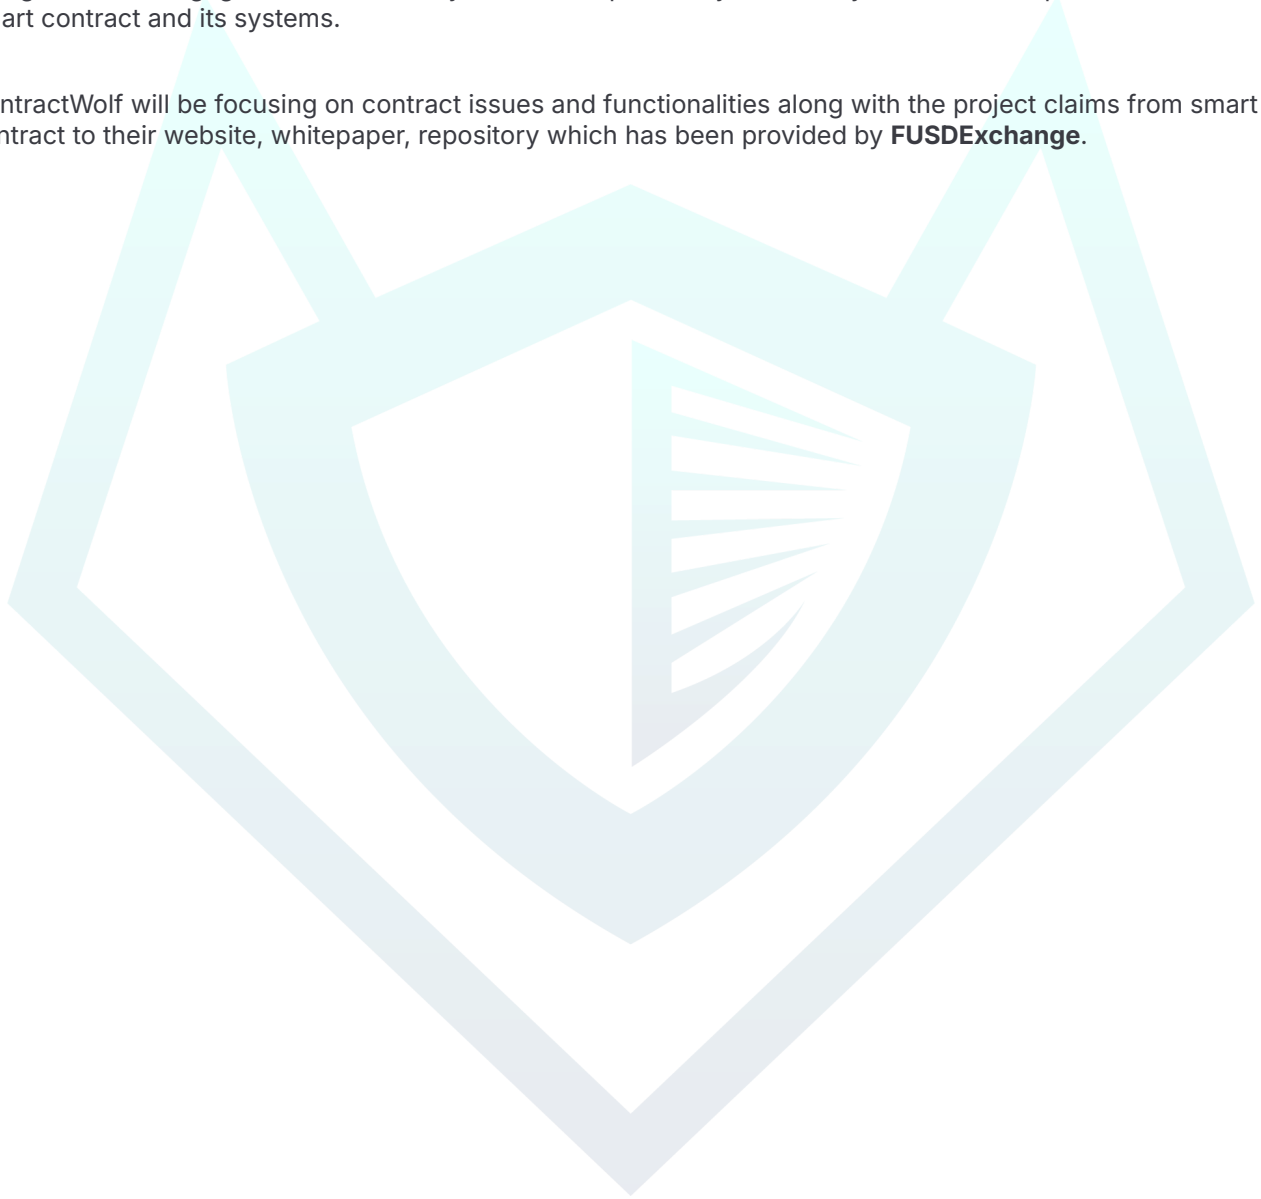 art contract and its systems.
ntractWolf will be focusing on contract issues and functionalities along with the project claims from smart
ntract to their website, whitepaper, repository which has been provided by FUSDExchange.